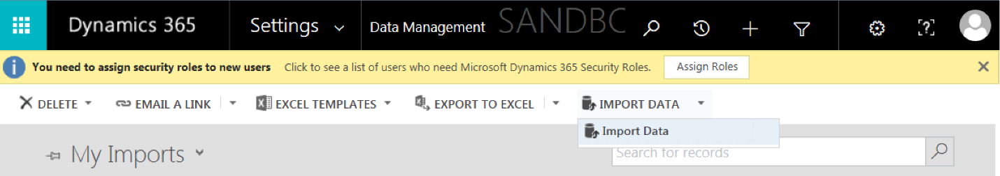 Dynamics 365 Settings Data Management SANDBC
You need to assign security roles to new users Click to see a list of users who need Microsoft Dynamics 365 Security Roles. Assign Roles
DELETE EMAIL A LINK EXCEL TEMPLATES EXPORT TO EXCEL IMPORT DATA
Import Data
My Imports Search for records